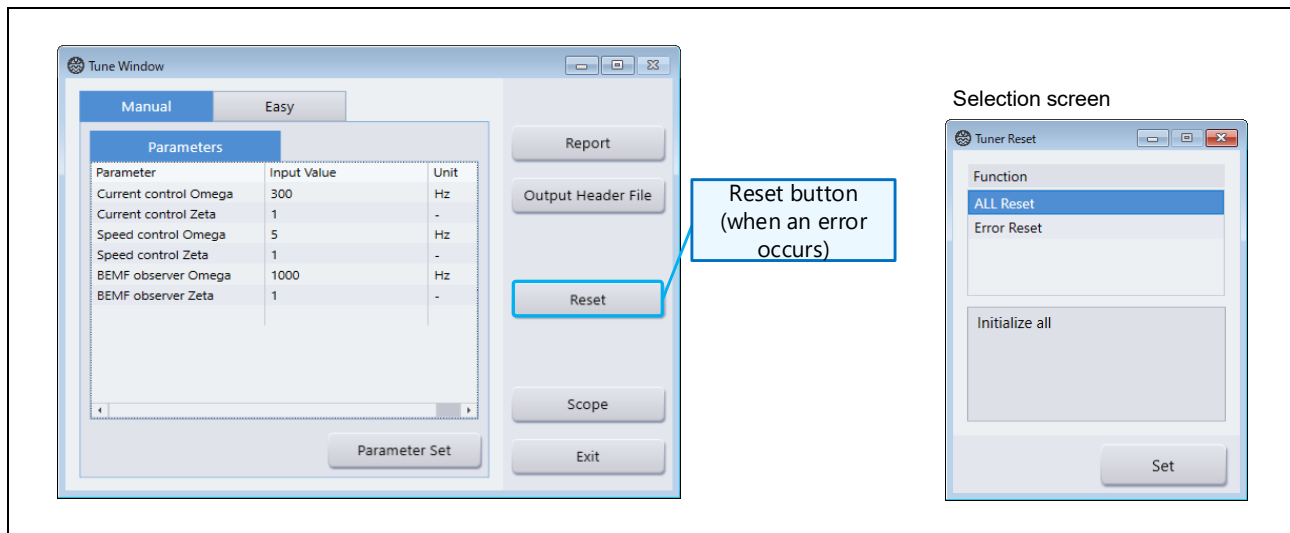 Tune Window
Manual Easy
Parameters
Parameter Input Value Unit
Current control Omega 300 Hz
Current control Zeta 1 -
Speed control Omega 5 Hz
Speed control Zeta 1 -
BEMF observer Omega 1000 Hz
BEMF observer Zeta 1 -
Parameter Set
Report
Output Header File
Reset
Scope
Exit
Reset button
(when an error
occurs)
Selection screen
Tuner Reset
Function
ALL Reset
Error Reset
Initialize all
Set